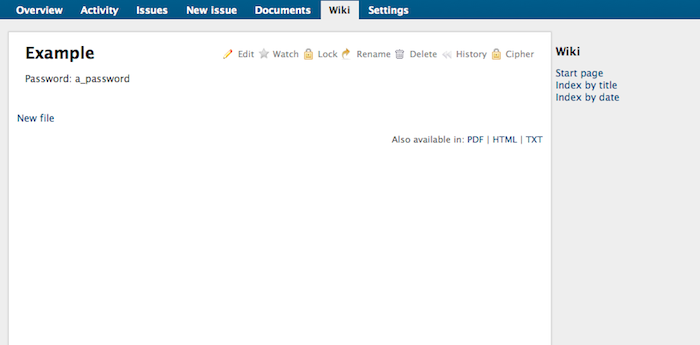 Overview Activity Issues New issue Documents Wiki Settings
Example
Edit Watch Lock Rename Delete History Cipher
Password: a_password
New file
Also available in: PDF | HTML | TXT
Wiki
Start page
Index by title
Index by date